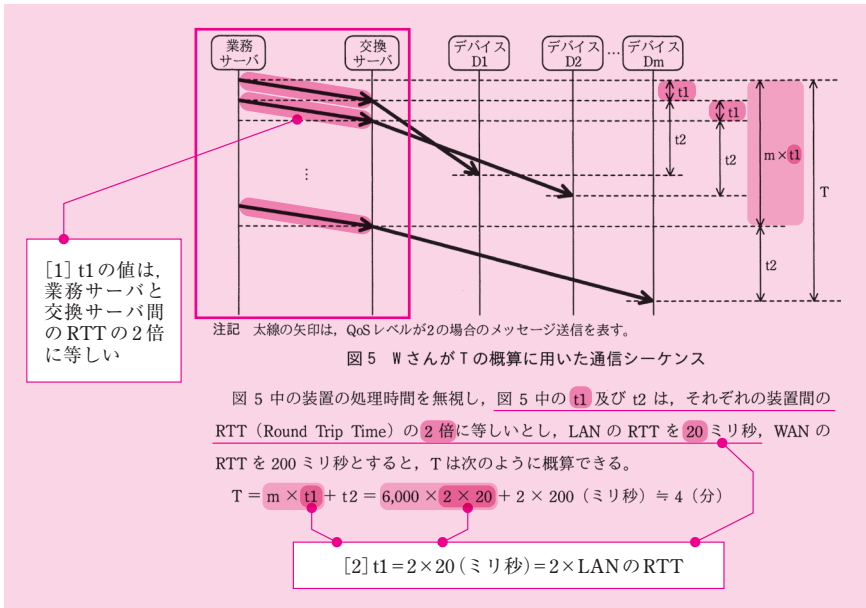 業務
サーバ
交換
サーバ
デバイス
D1
デバイス
D2
…
デバイス
Dm
t1
t1
t2
t2
m×t1
T
⋮
t2
[1] t1の値は,
業務サーバと
交換サーバ間
のRTTの2倍
に等しい
注記 太線の矢印は,QoSレベルが2の場合のメッセージ送信を表す。
図5 WさんがTの概算に用いた通信シーケンス
図5中の装置の処理時間を無視し,図5中のt1及びt2は,それぞれの装置間の
RTT(Round Trip Time)の2倍に等しいとし,LANのRTTを20ミリ秒,WANの
RTTを200ミリ秒とすると,Tは次のように概算できる。
T=m×t1+t2=6,000×2×20+2×200(ミリ秒)≒4(分)
[2] t1=2×20(ミリ秒)=2×LANのRTT